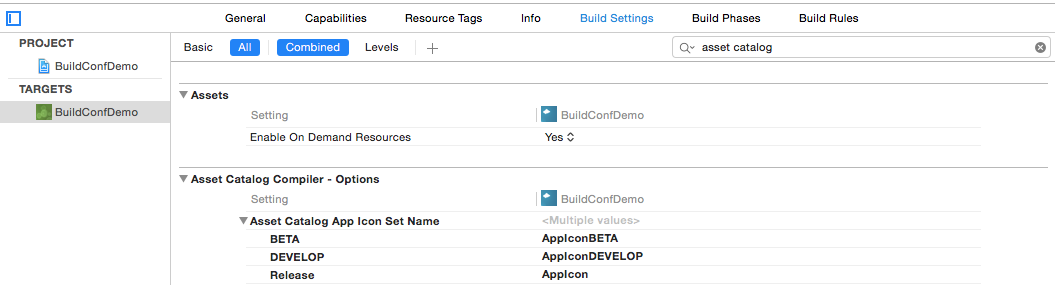 General Capabilities Resource Tags Info Build Settings Build Phases Build Rules
PROJECT
BuildConfDemo
TARGETS
BuildConfDemo
Basic All Combined Levels + asset catalog
Assets
Setting BuildConfDemo
Enable On Demand Resources Yes
Asset Catalog Compiler - Options
Setting BuildConfDemo
Asset Catalog App Icon Set Name <Multiple values>
BETA AppIconBETA
DEVELOP AppIconDEVELOP
Release AppIcon